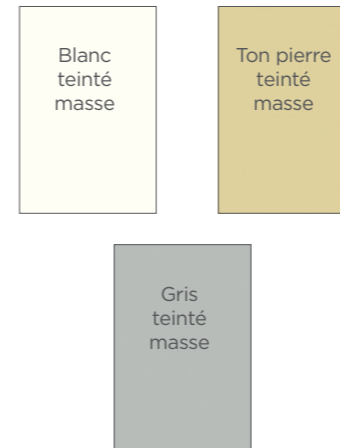 Blanc
teinté
masse
Ton pierre
teinté
masse
Gris
teinté
masse